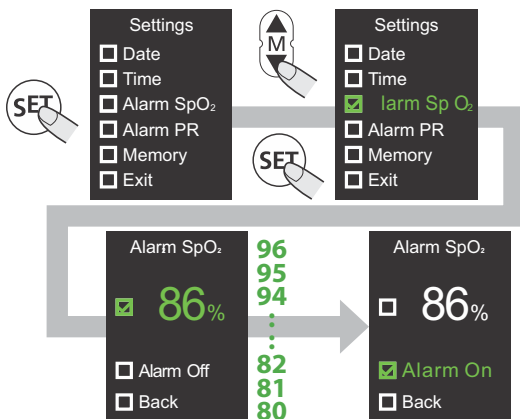 Settings
Date
Time
Alarm SpO₂
Alarm PR
Memory
Exit
SET
M
SET
Settings
Date
Time
larm Sp O₂
Alarm PR
Memory
Exit
Alarm SpO₂
86%
Alarm Off
Back
96
95
94
82
81
80
Alarm SpO₂
86%
Alarm On
Back